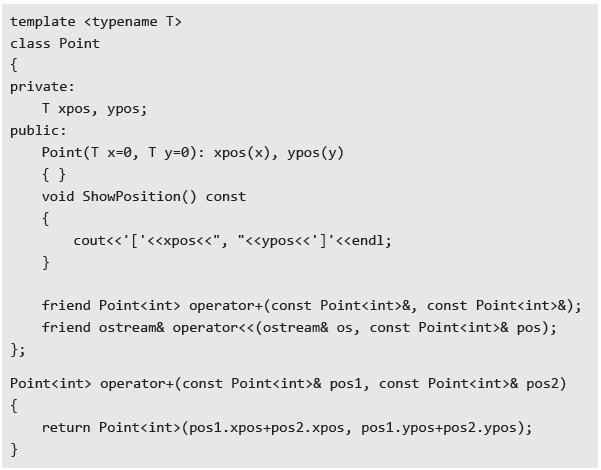 template <typename T>
class Point
{
private:
    T xpos, ypos;
public:
    Point(T x=0, T y=0): xpos(x), ypos(y)
    { }
    void ShowPosition() const
    {
        cout<<'['<<xpos<<", "<<ypos<<']'<<endl;
    }

    friend Point<int> operator+(const Point<int>&, const Point<int>&);
    friend ostream& operator<<(ostream& os, const Point<int>& pos);
};

Point<int> operator+(const Point<int>& pos1, const Point<int>& pos2)
{
    return Point<int>(pos1.xpos+pos2.xpos, pos1.ypos+pos2.ypos);
}